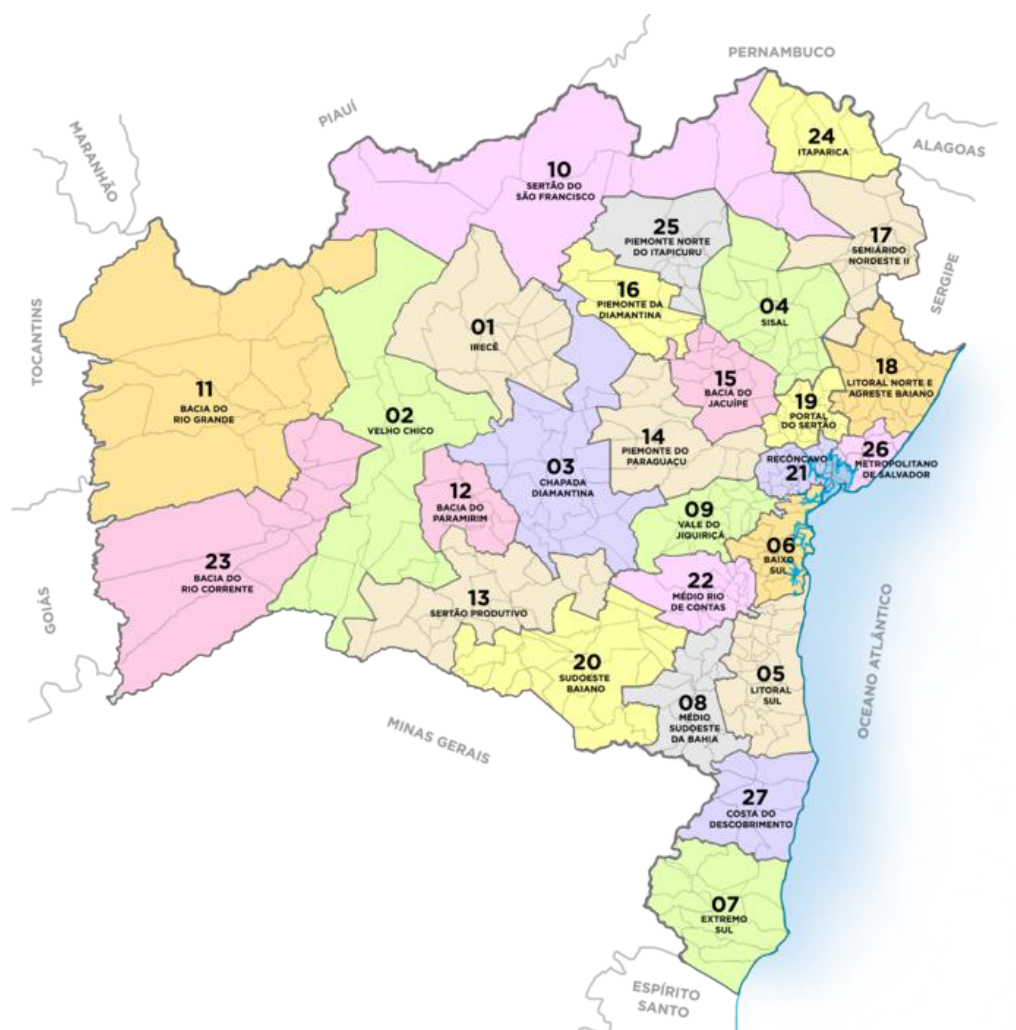 PERNAMBUCO
PIAUÍ
MARANHÃO
24
ITAPARICA
ALAGOAS
10
SERTÃO DO
SÃO FRANCISCO
25
PIEMONTE NORTE
DO ITAPICURU
17
SEMIÁRIDO
NORDESTE II
SERGIPE
16
PIEMONTE DA
DIAMANTINA
04
SISAL
TOCANTINS
01
IRECÊ
11
BACIA DO
RIO GRANDE
02
VELHO CHICO
15
BACIA DO
JACUÍPE
18
LITORAL NORTE E
AGRESTE BAIANO
19
PORTAL
DO SERTÃO
14
PIEMONTE DO
PARAGUAÇU
RECÔNCAVO
21
26
METROPOLITANO
DE SALVADOR
03
CHAPADA
DIAMANTINA
12
BACIA DO
PARAMIRIM
09
VALE DO
JIQUIRIÇÁ
06
BAIXO
SUL
23
BACIA DO
RIO CORRENTE
GOIÁS
22
MÉDIO RIO
DE CONTAS
13
SERTÃO PRODUTIVO
OCEANO ATLÂNTICO
20
SUDOESTE
BAIANO
05
LITORAL
SUL
08
MÉDIO
SUDOESTE
DA BAHIA
MINAS GERAIS
27
COSTA DO
DESCOBRIMENTO
07
EXTREMO
SUL
ESPÍRITO
SANTO